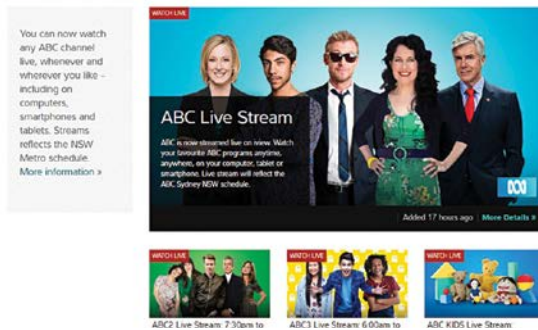 You can now watch
any ABC channel
live, whenever and
wherever you like –
including on
computers,
smartphones and
tablets. Streams
reflects the NSW
Metro schedule.
More information »
WATCH LIVE
ABC Live Stream
ABC is now streamed live on iview. Watch
your favourite ABC programs anytime,
anywhere, on your computer, tablet or
smartphone. Live stream will reflect the
ABC Sydney NSW schedule.
Added 17 hours ago | More Details »
WATCH LIVE
WATCH LIVE
WATCH LIVE
ABC2 Live Stream: 7:30pm to
ABC3 Live Stream: 6:00am to
ABC KIDS Live Stream: